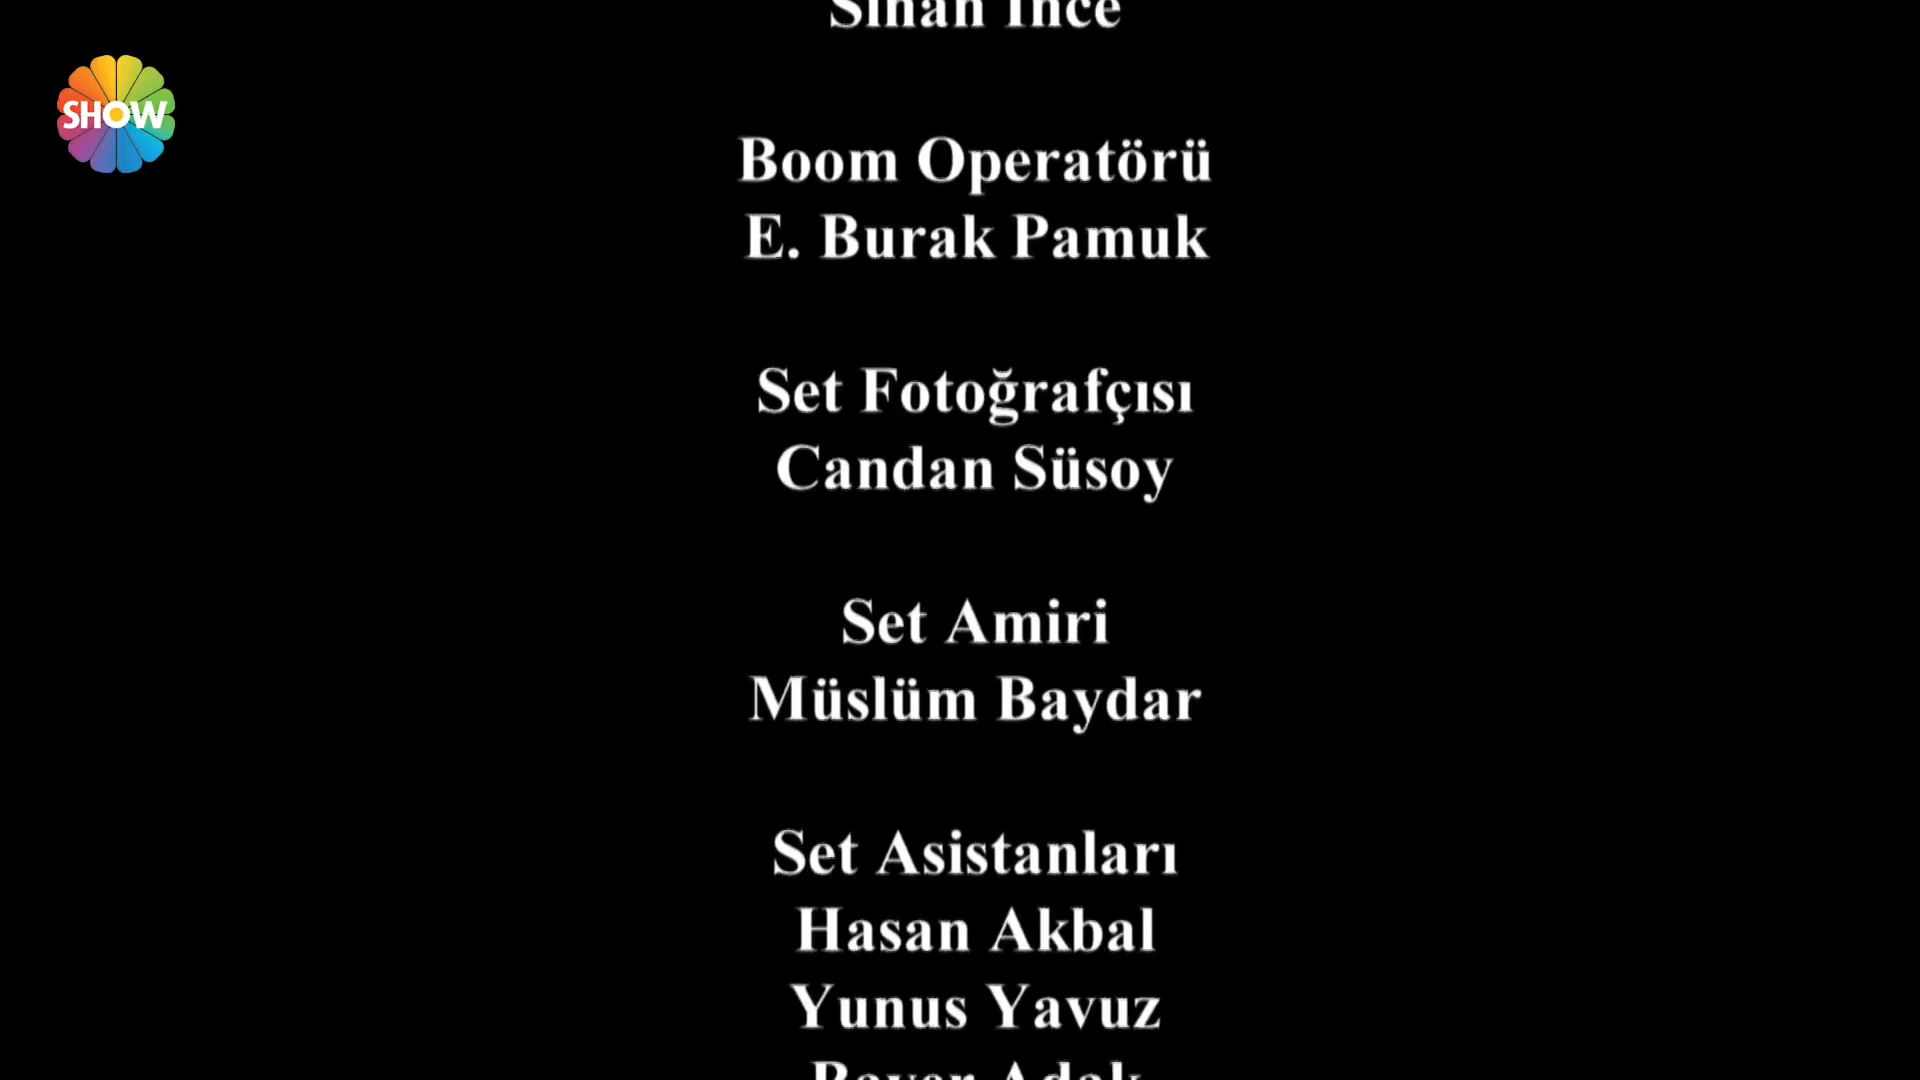 SHOW
Boom Operatörü
E. Burak Pamuk
Set Fotoğrafçısı
Candan Süsoy
Set Amiri
Müslüm Baydar
Set Asistanları
Hasan Akbal
Yunus Yavuz